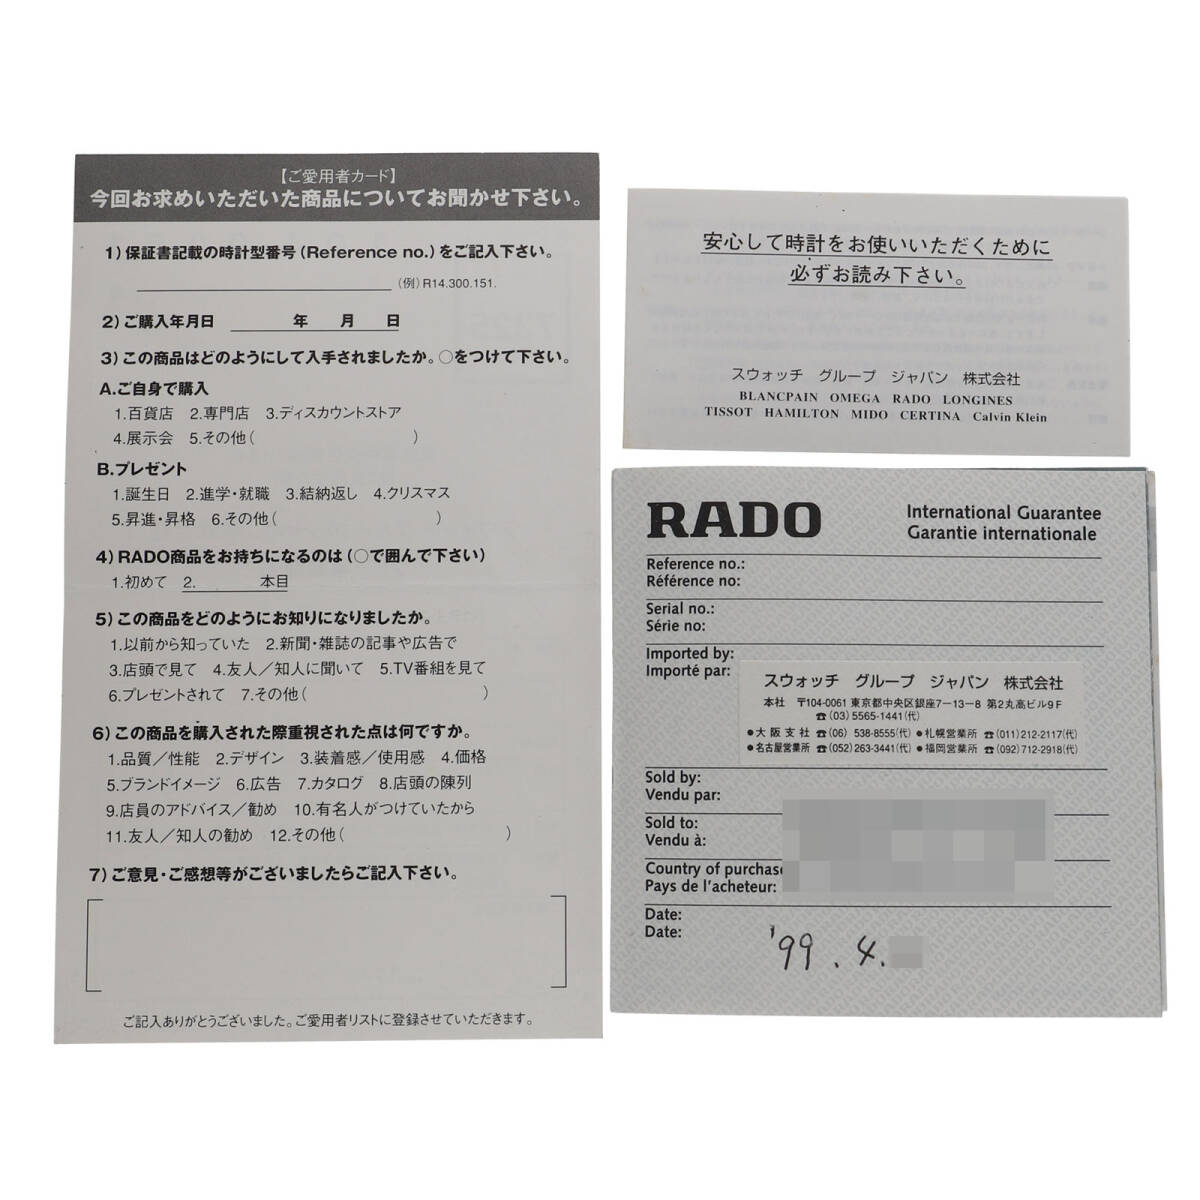 【ご愛用者カード】
今回お求めいただいた商品についてお聞かせ下さい。
1）保証書記載の時計型番号（Reference no.）をご記入下さい。
（例）R14.300.151.
2）ご購入年月日 年 月 日
3）この商品はどのようにして入手されましたか。○をつけて下さい。
A.ご自身で購入
1.百貨店 2.専門店 3.ディスカウントストア
4.展示会 5.その他（ ）
B.プレゼント
1.誕生日 2.進学・就職 3.結納返し 4.クリスマス
5.昇進・昇格 6.その他（ ）
4）RADO商品をお持ちになるのは（○で囲んで下さい）
1.初めて 2. 本目
5）この商品をどのようにお知りになりましたか。
1.以前から知っていた 2.新聞・雑誌の記事や広告で
3.店頭で見て 4.友人／知人に聞いて 5.TV番組を見て
6.プレゼントされて 7.その他（ ）
6）この商品を購入された際重視された点は何ですか。
1.品質／性能 2.デザイン 3.装着感／使用感 4.価格
5.ブランドイメージ 6.広告 7.カタログ 8.店頭の陳列
9.店員のアドバイス／勧め 10.有名人がつけていたから
11.友人／知人の勧め 12.その他（ ）
7）ご意見・ご感想等がございましたらご記入下さい。
ご記入ありがとうございました。ご愛用者リストに登録させていただきます。
安心して時計をお使いいただくために
必ずお読み下さい。
スウォッチ グループ ジャパン 株式会社
BLANCPAIN OMEGA RADO LONGINES
TISSOT HAMILTON MIDO CERTINA Calvin Klein
RADO
International Guarantee
Garantie internationale
Reference no.:
Référence no:
Serial no.:
Série no:
Imported by:
Importé par:
スウォッチ グループ ジャパン 株式会社
本社 〒104-0061 東京都中央区銀座7－13－8 第2丸高ビル9F
☎(03) 5565-1441(代)
●大阪支社 ☎(06) 538-8555(代) ●札幌営業所 ☎(011)212-2117(代)
●名古屋営業所 ☎(052)263-3441(代) ●福岡営業所 ☎(092)712-2918(代)
Sold by:
Vendu par:
Sold to:
Vendu à:
Country of purchase
Pays de l'acheteur:
Date:
Date:
'99.4.